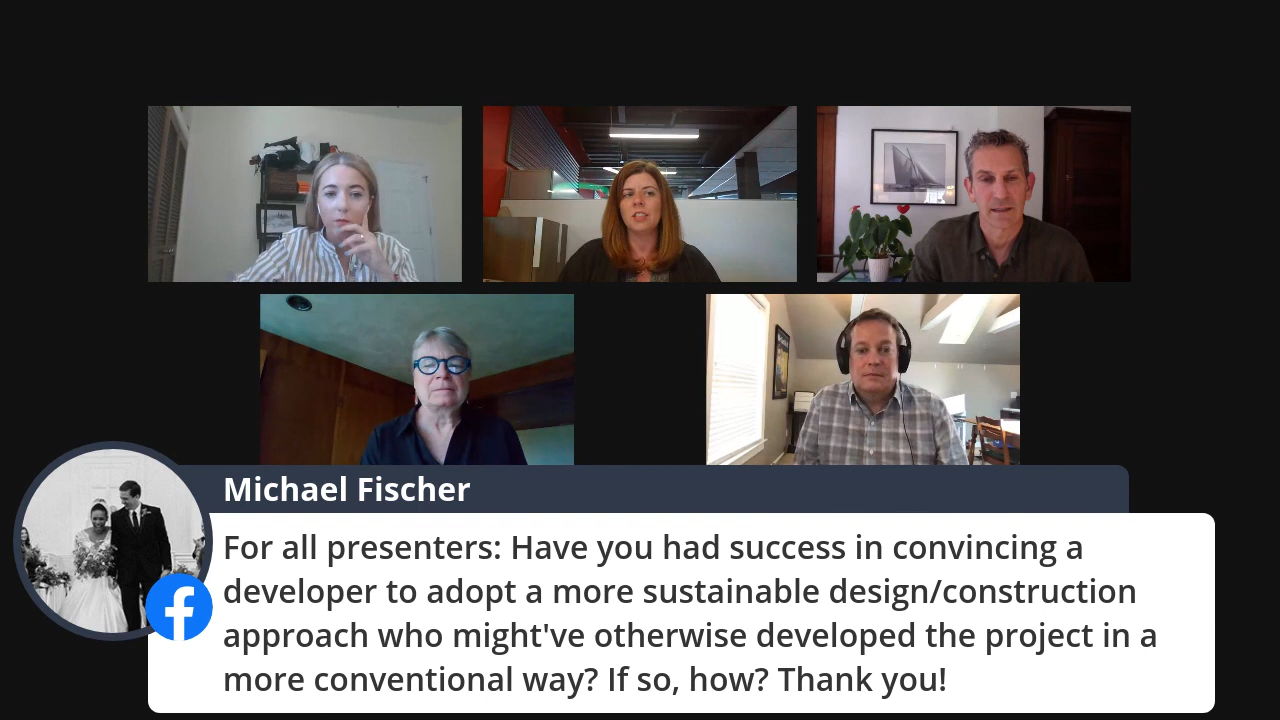 Michael Fischer
For all presenters: Have you had success in convincing a
developer to adopt a more sustainable design/construction
approach who might've otherwise developed the project in a
more conventional way? If so, how? Thank you!